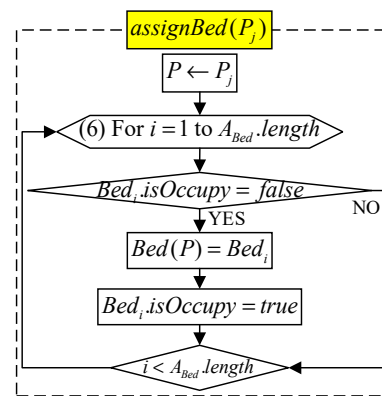 assignBed(P_j)
P ← P_j
(6) For i = 1 to A_Bed.length
Bed_i.isOccupy = false
NO
YES
Bed(P) = Bed_i
Bed_i.isOccupy = true
i < A_Bed.length